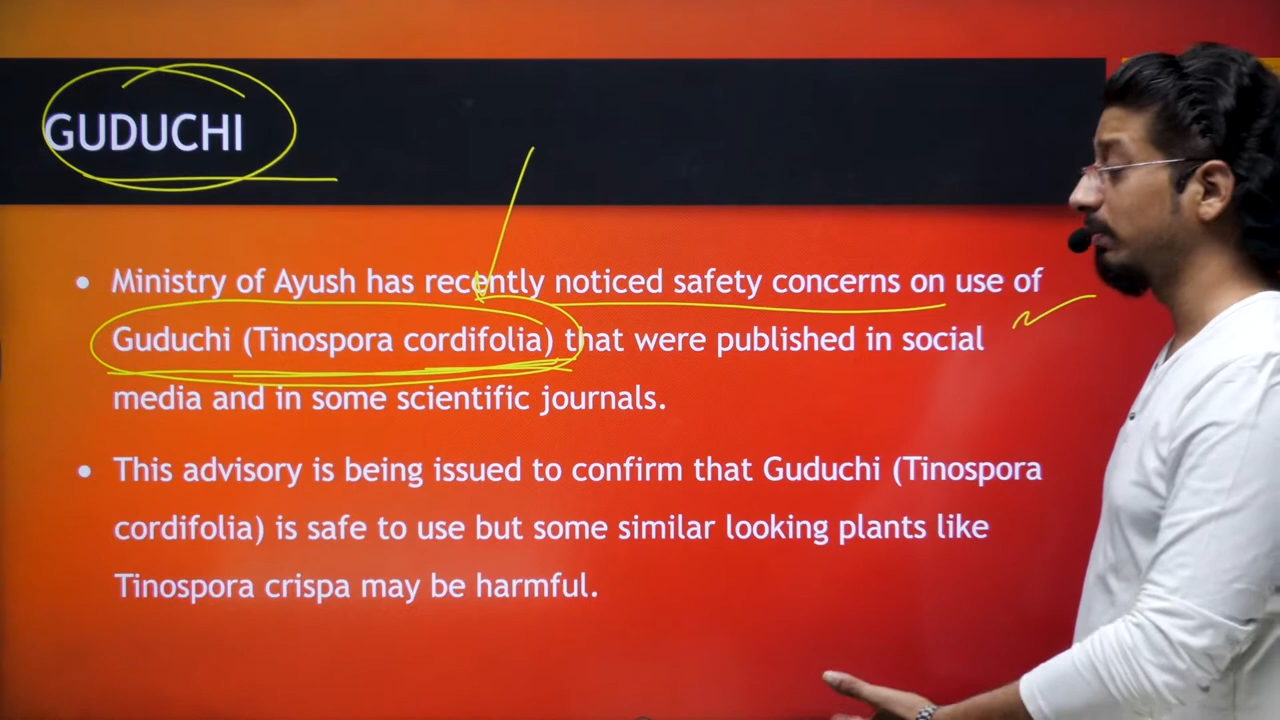 GUDUCHI
• Ministry of Ayush has recently noticed safety concerns on use of
Guduchi (Tinospora cordifolia) that were published in social
media and in some scientific journals.
• This advisory is being issued to confirm that Guduchi (Tinospora
cordifolia) is safe to use but some similar looking plants like
Tinospora crispa may be harmful.